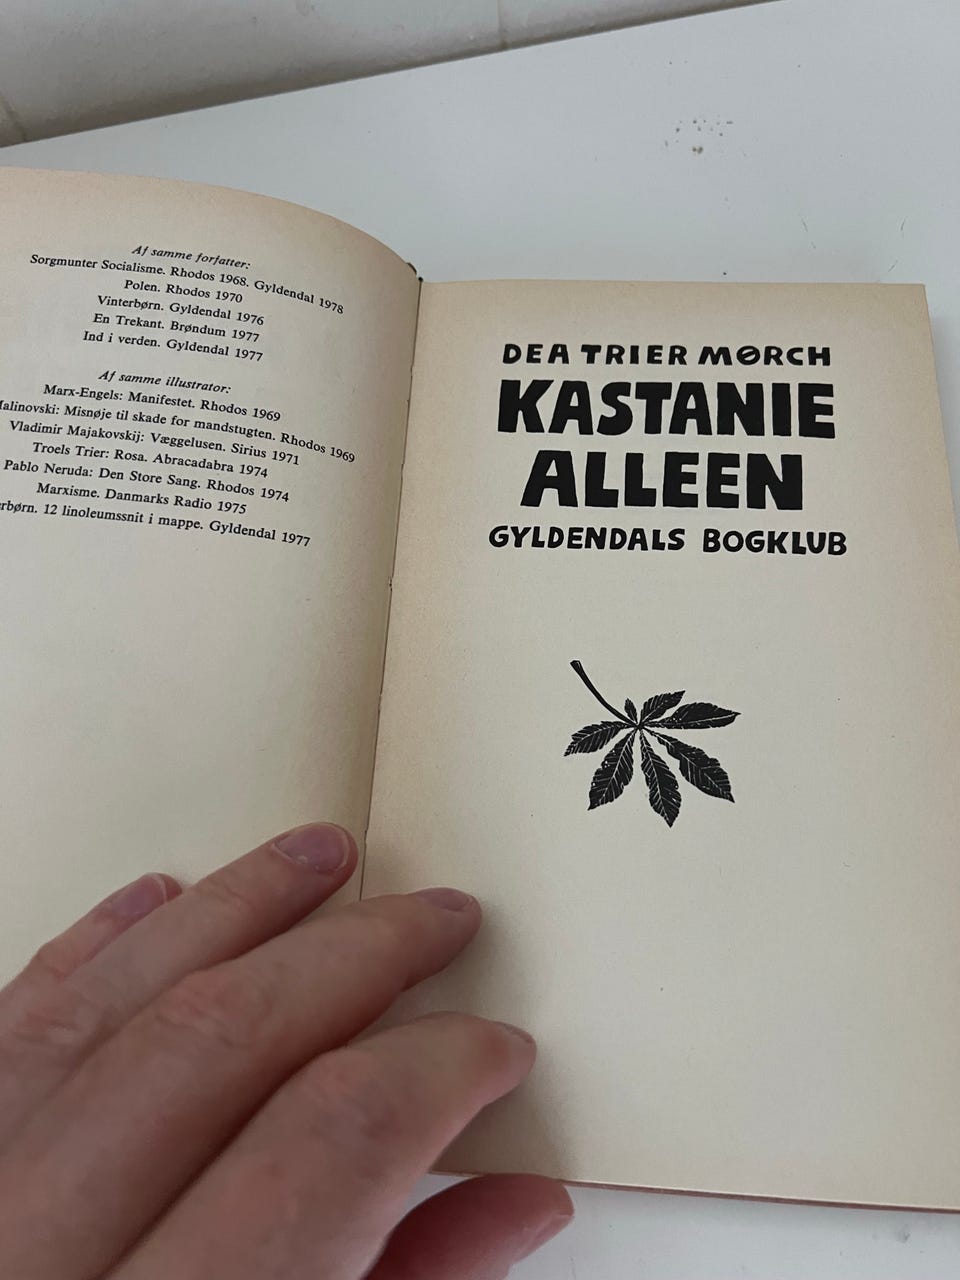 Af samme forfatter:
Sorgmunter Socialisme. Rhodos 1968. Gyldendal 1978
Polen. Rhodos 1970
Vinterbørn. Gyldendal 1976
En Trekant. Brøndum 1977
Ind i verden. Gyldendal 1977
Af samme illustrator:
Marx-Engels: Manifestet. Rhodos 1969
Malinovski: Misnøje til skade for mandstugten. Rhodos 1969
Vladimir Majakovskij: Væggelusen. Sirius 1971
Troels Trier: Rosa. Abracadabra 1974
Pablo Neruda: Den Store Sang. Rhodos 1974
Marxisme. Danmarks Radio 1975
rbørn. 12 linoleumssnit i mappe. Gyldendal 1977
DEA TRIER MØRCH
KASTANIE
ALLEEN
GYLDENDALS BOGKLUB